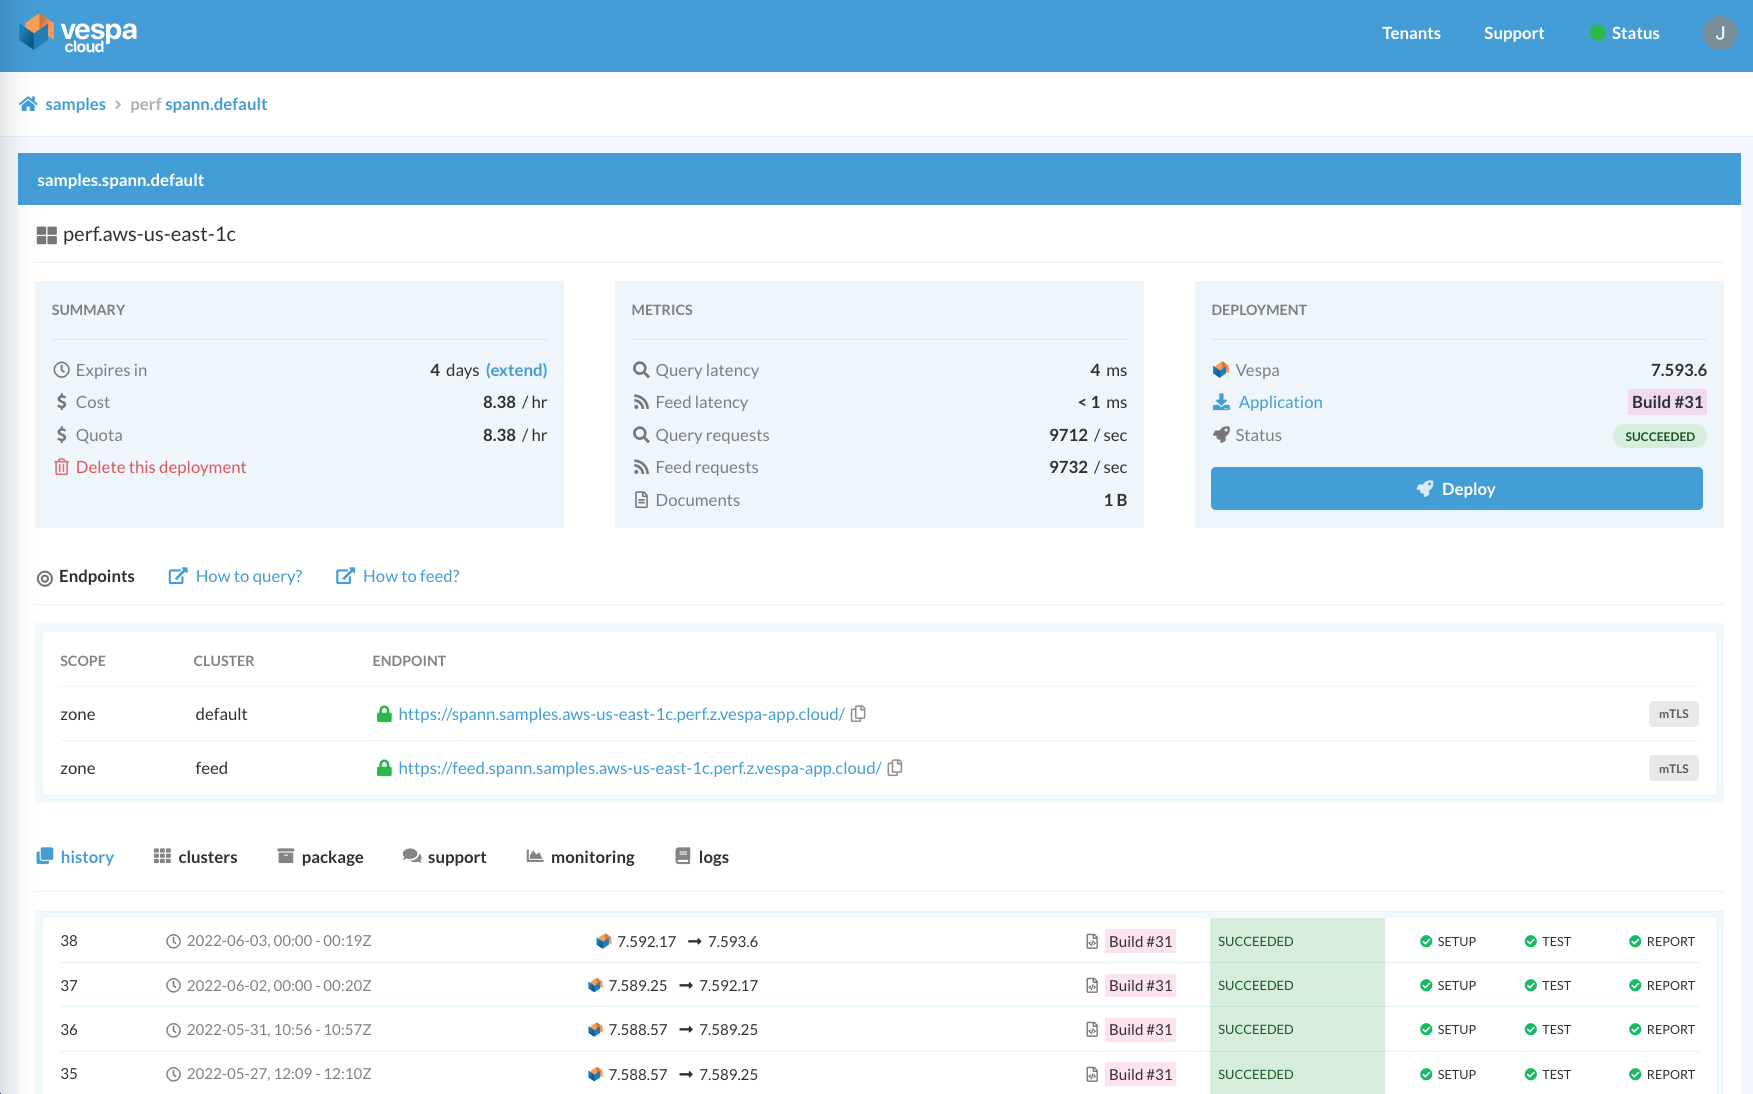 vespa
cloud
Tenants Support Status J
samples > perf spann.default
samples.spann.default
perf.aws-us-east-1c
SUMMARY
Expires in 4 days (extend)
Cost 8.38 / hr
Quota 8.38 / hr
Delete this deployment
METRICS
Query latency 4 ms
Feed latency < 1 ms
Query requests 9712 / sec
Feed requests 9732 / sec
Documents 1 B
DEPLOYMENT
Vespa 7.593.6
Application Build #31
Status SUCCEEDED
Deploy
Endpoints How to query? How to feed?
SCOPE CLUSTER ENDPOINT
zone default https://spann.samples.aws-us-east-1c.perf.z.vespa-app.cloud/ mTLS
zone feed https://feed.spann.samples.aws-us-east-1c.perf.z.vespa-app.cloud/ mTLS
history clusters package support monitoring logs
38 2022-06-03, 00:00 - 00:19Z 7.592.17 → 7.593.6 Build #31 SUCCEEDED SETUP TEST REPORT
37 2022-06-02, 00:00 - 00:20Z 7.589.25 → 7.592.17 Build #31 SUCCEEDED SETUP TEST REPORT
36 2022-05-31, 10:56 - 10:57Z 7.588.57 → 7.589.25 Build #31 SUCCEEDED SETUP TEST REPORT
35 2022-05-27, 12:09 - 12:10Z 7.588.57 → 7.589.25 Build #31 SUCCEEDED SETUP TEST REPORT